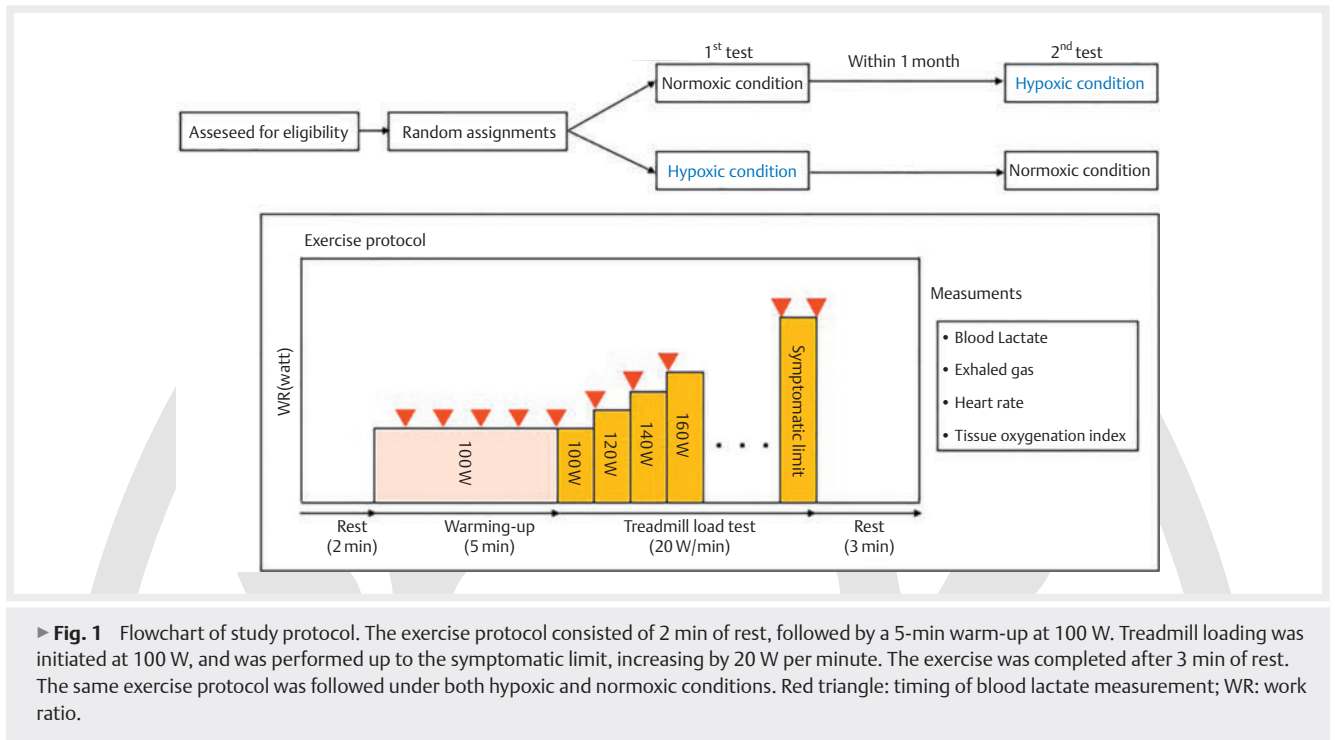 1st test
Within 1 month
2nd test
Normoxic condition
Hypoxic condition
Asseseed for eligibility
Random assignments
Hypoxic condition
Normoxic condition
Exercise protocol
WR(watt)
100W
100W
120W
140W
160W
. . .
Symptomatic limit
Rest
(2 min)
Warming-up
(5 min)
Treadmill load test
(20 W/min)
Rest
(3 min)
Measuments
• Blood Lactate
• Exhaled gas
• Heart rate
• Tissue oxygenation index
▶ Fig. 1 Flowchart of study protocol. The exercise protocol consisted of 2 min of rest, followed by a 5-min warm-up at 100 W. Treadmill loading was
initiated at 100 W, and was performed up to the symptomatic limit, increasing by 20 W per minute. The exercise was completed after 3 min of rest.
The same exercise protocol was followed under both hypoxic and normoxic conditions. Red triangle: timing of blood lactate measurement; WR: work
ratio.